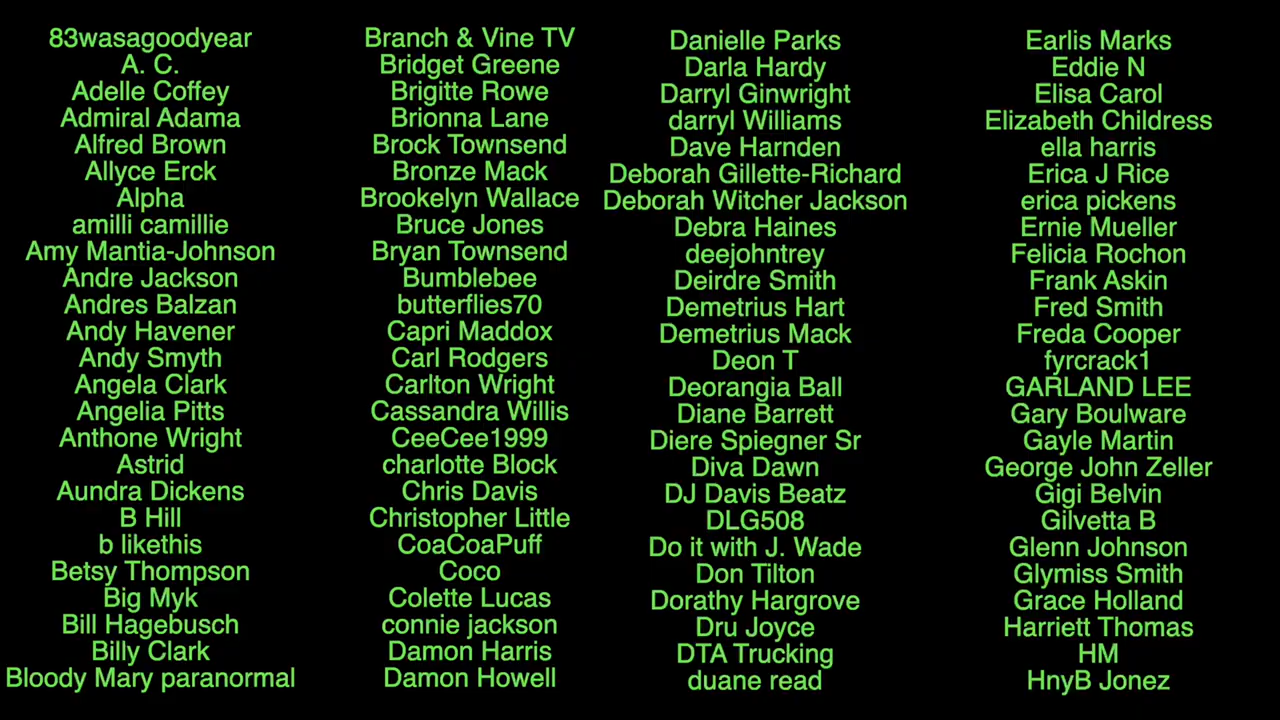 83wasagoodyear
A. C.
Adelle Coffey
Admiral Adama
Alfred Brown
Allyce Erck
Alpha
amilli camillie
Amy Mantia-Johnson
Andre Jackson
Andres Balzan
Andy Havener
Andy Smyth
Angela Clark
Angelia Pitts
Anthone Wright
Astrid
Aundra Dickens
B Hill
b likethis
Betsy Thompson
Big Myk
Bill Hagebusch
Billy Clark
Bloody Mary paranormal
Branch & Vine TV
Bridget Greene
Brigitte Rowe
Brionna Lane
Brock Townsend
Bronze Mack
Brookelyn Wallace
Bruce Jones
Bryan Townsend
Bumblebee
butterflies70
Capri Maddox
Carl Rodgers
Carlton Wright
Cassandra Willis
CeeCee1999
charlotte Block
Chris Davis
Christopher Little
CoaCoaPuff
Coco
Colette Lucas
connie jackson
Damon Harris
Damon Howell
Danielle Parks
Darla Hardy
Darryl Ginwright
darryl Williams
Dave Harnden
Deborah Gillette-Richard
Deborah Witcher Jackson
Debra Haines
deejohntrey
Deirdre Smith
Demetrius Hart
Demetrius Mack
Deon T
Deorangia Ball
Diane Barrett
Diere Spiegner Sr
Diva Dawn
DJ Davis Beatz
DLG508
Do it with J. Wade
Don Tilton
Dorathy Hargrove
Dru Joyce
DTA Trucking
duane read
Earlis Marks
Eddie N
Elisa Carol
Elizabeth Childress
ella harris
Erica J Rice
erica pickens
Ernie Mueller
Felicia Rochon
Frank Askin
Fred Smith
Freda Cooper
fyrcrack1
GARLAND LEE
Gary Boulware
Gayle Martin
George John Zeller
Gigi Belvin
Gilvetta B
Glenn Johnson
Glymiss Smith
Grace Holland
Harriett Thomas
HM
HnyB Jonez